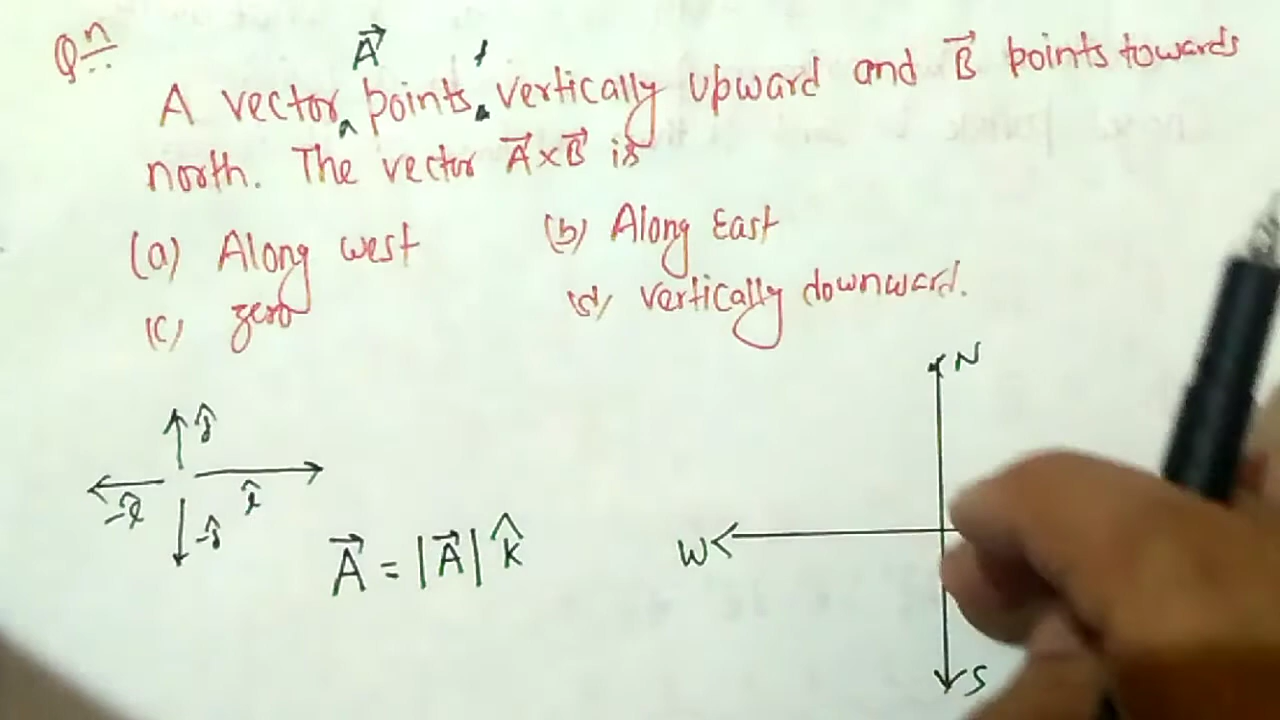 Qn
A vector A⃗ points vertically upward and B⃗ points towards
north. The vector A⃗×B⃗ is
(a) Along west (b) Along East
(c) zero (d) vertically downward.
N
ĵ
-î î
-ĵ
A⃗ = |A⃗| k̂
W
S